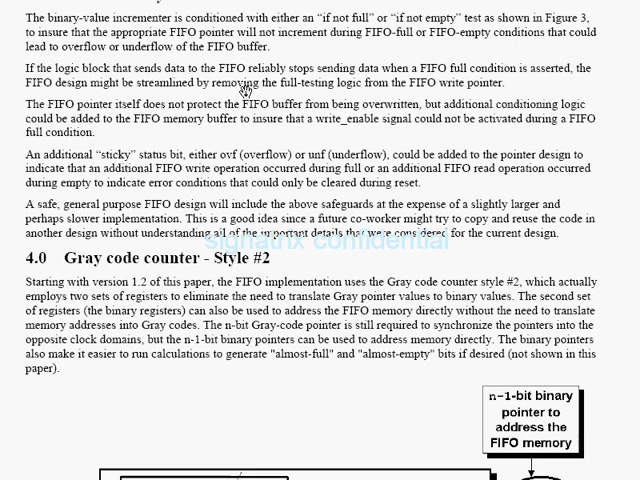 The binary-value incrementer is conditioned with either an “if not full” or “if not empty” test as shown in Figure 3,
to insure that the appropriate FIFO pointer will not increment during FIFO-full or FIFO-empty conditions that could
lead to overflow or underflow of the FIFO buffer.
If the logic block that sends data to the FIFO reliably stops sending data when a FIFO full condition is asserted, the
FIFO design might be streamlined by removing the full-testing logic from the FIFO write pointer.
The FIFO pointer itself does not protect the FIFO buffer from being overwritten, but additional conditioning logic
could be added to the FIFO memory buffer to insure that a write_enable signal could not be activated during a FIFO
full condition.
An additional “sticky” status bit, either ovf (overflow) or unf (underflow), could be added to the pointer design to
indicate that an additional FIFO write operation occurred during full or an additional FIFO read operation occurred
during empty to indicate error conditions that could only be cleared during reset.
A safe, general purpose FIFO design will include the above safeguards at the expense of a slightly larger and
perhaps slower implementation. This is a good idea since a future co-worker might try to copy and reuse the code in
another design without understanding all of the important details that were considered for the current design.
signatrix confidential
4.0 Gray code counter - Style #2
Starting with version 1.2 of this paper, the FIFO implementation uses the Gray code counter style #2, which actually
employs two sets of registers to eliminate the need to translate Gray pointer values to binary values. The second set
of registers (the binary registers) can also be used to address the FIFO memory directly without the need to translate
memory addresses into Gray codes. The n-bit Gray-code pointer is still required to synchronize the pointers into the
opposite clock domains, but the n-1-bit binary pointers can be used to address memory directly. The binary pointers
also make it easier to run calculations to generate "almost-full" and "almost-empty" bits if desired (not shown in this
paper).
n-1-bit binary
pointer to
address the
FIFO memory